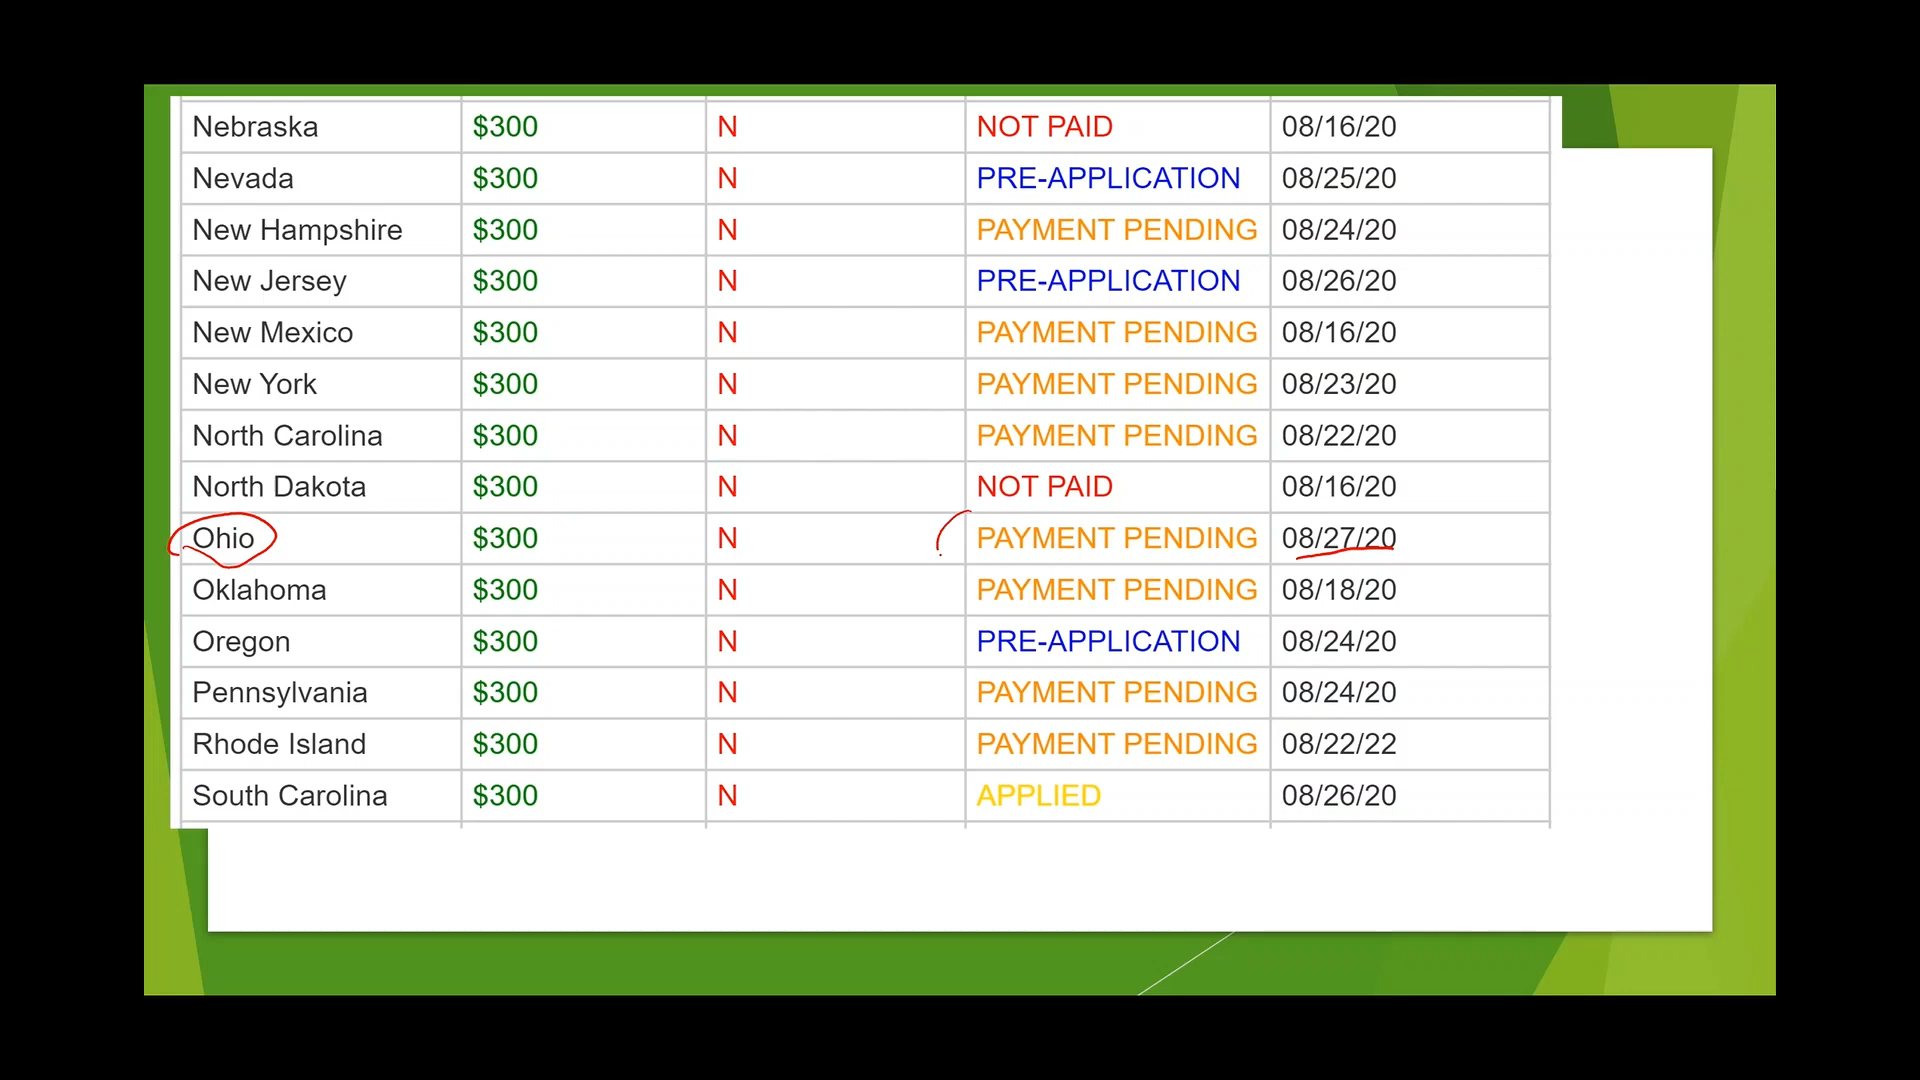 Nebraska $300 N NOT PAID 08/16/20
Nevada $300 N PRE-APPLICATION 08/25/20
New Hampshire $300 N PAYMENT PENDING 08/24/20
New Jersey $300 N PRE-APPLICATION 08/26/20
New Mexico $300 N PAYMENT PENDING 08/16/20
New York $300 N PAYMENT PENDING 08/23/20
North Carolina $300 N PAYMENT PENDING 08/22/20
North Dakota $300 N NOT PAID 08/16/20
Ohio $300 N PAYMENT PENDING 08/27/20
Oklahoma $300 N PAYMENT PENDING 08/18/20
Oregon $300 N PRE-APPLICATION 08/24/20
Pennsylvania $300 N PAYMENT PENDING 08/24/20
Rhode Island $300 N PAYMENT PENDING 08/22/22
South Carolina $300 N APPLIED 08/26/20